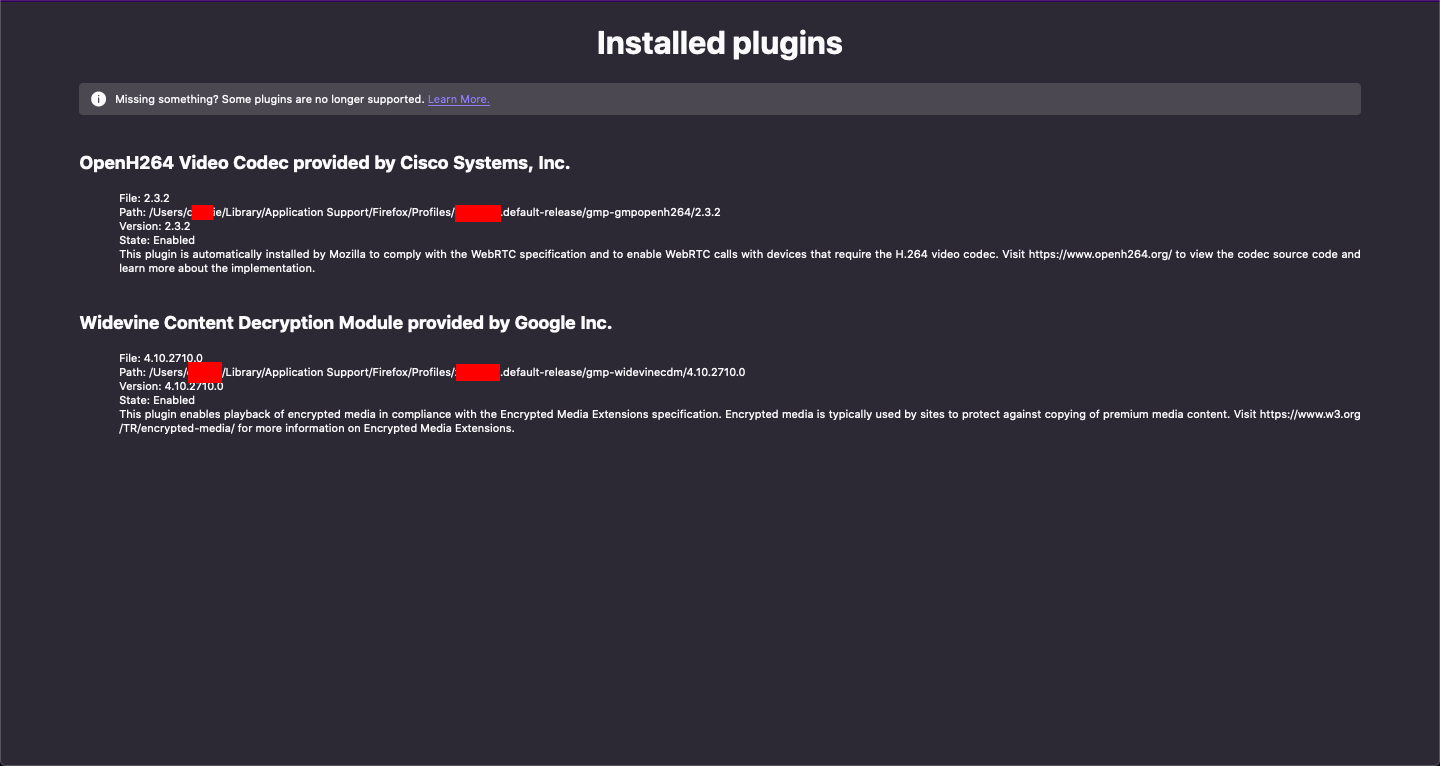 Installed plugins
Missing something? Some plugins are no longer supported. Learn More.
OpenH264 Video Codec provided by Cisco Systems, Inc.
File: 2.3.2
Path: /Users/ /Library/Application Support/Firefox/Profiles/ .default-release/gmp-gmpopenh264/2.3.2
Version: 2.3.2
State: Enabled
This plugin is automatically installed by Mozilla to comply with the WebRTC specification and to enable WebRTC calls with devices that require the H.264 video codec. Visit https://www.openh264.org/ to view the codec source code and
learn more about the implementation.
Widevine Content Decryption Module provided by Google Inc.
File: 4.10.2710.0
Path: /Users/ /Library/Application Support/Firefox/Profiles/ .default-release/gmp-widevinecdm/4.10.2710.0
Version: 4.10.2710.0
State: Enabled
This plugin enables playback of encrypted media in compliance with the Encrypted Media Extensions specification. Encrypted media is typically used by sites to protect against copying of premium media content. Visit https://www.w3.org
/TR/encrypted-media/ for more information on Encrypted Media Extensions.